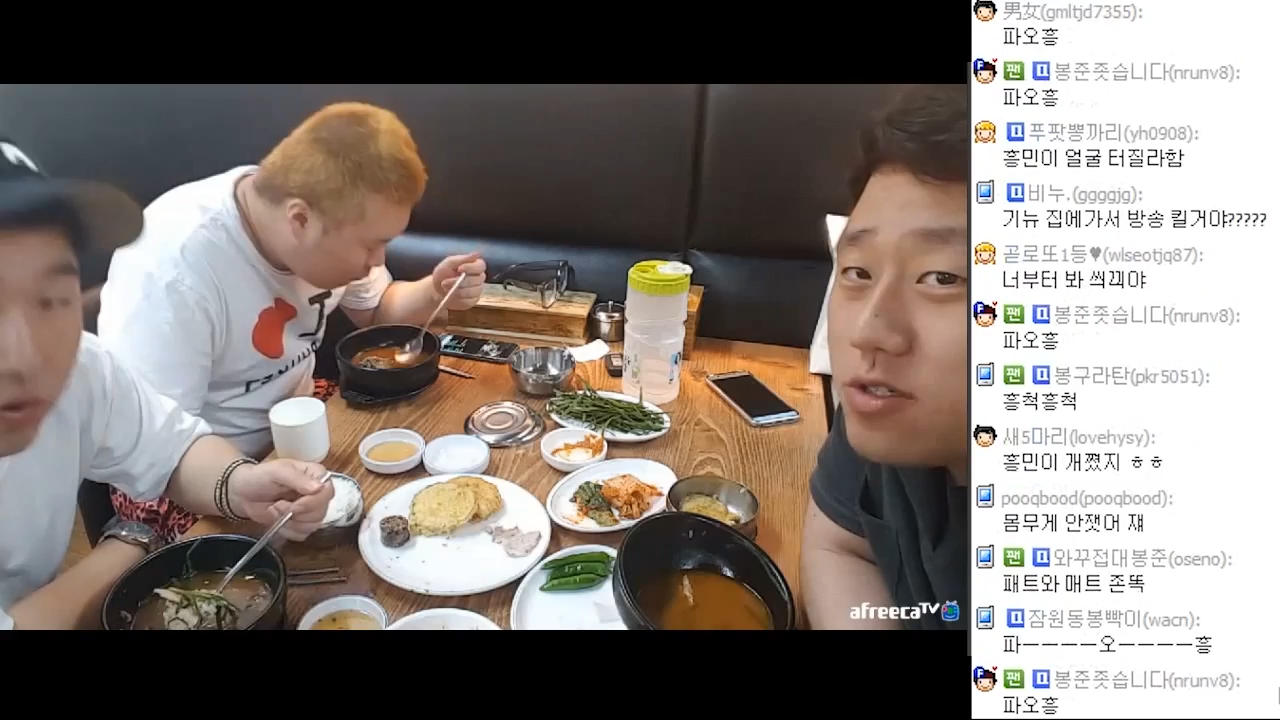 男女(gmltjd7355):
파오흥
팬 봉준좃습니다(nrunv8):
파오흥
푸팟뿡까리(yh0908):
흥민이 얼굴 터질라함
비누.(ggggjg):
기뉴 집에가서 방송 킬거야?????
곧로또1등♥(wlseotjq87):
너부터 봐 씩끼야
팬 봉준좃습니다(nrunv8):
파오흥
팬 봉구라탄(pkr5051):
흥척흥척
새5마리(lovehysy):
흥민이 개쪘지 ㅎㅎ
pooqbood(pooqbood):
몸무게 안쟷어 쟤
팬 와꾸접대봉준(oseno):
패트와 매트 존똑
잠원동봉빡이(wacn):
파ㅡㅡㅡㅡ오ㅡㅡㅡㅡ흥
팬 봉준좃습니다(nrunv8):
파오흥
afreecaTV